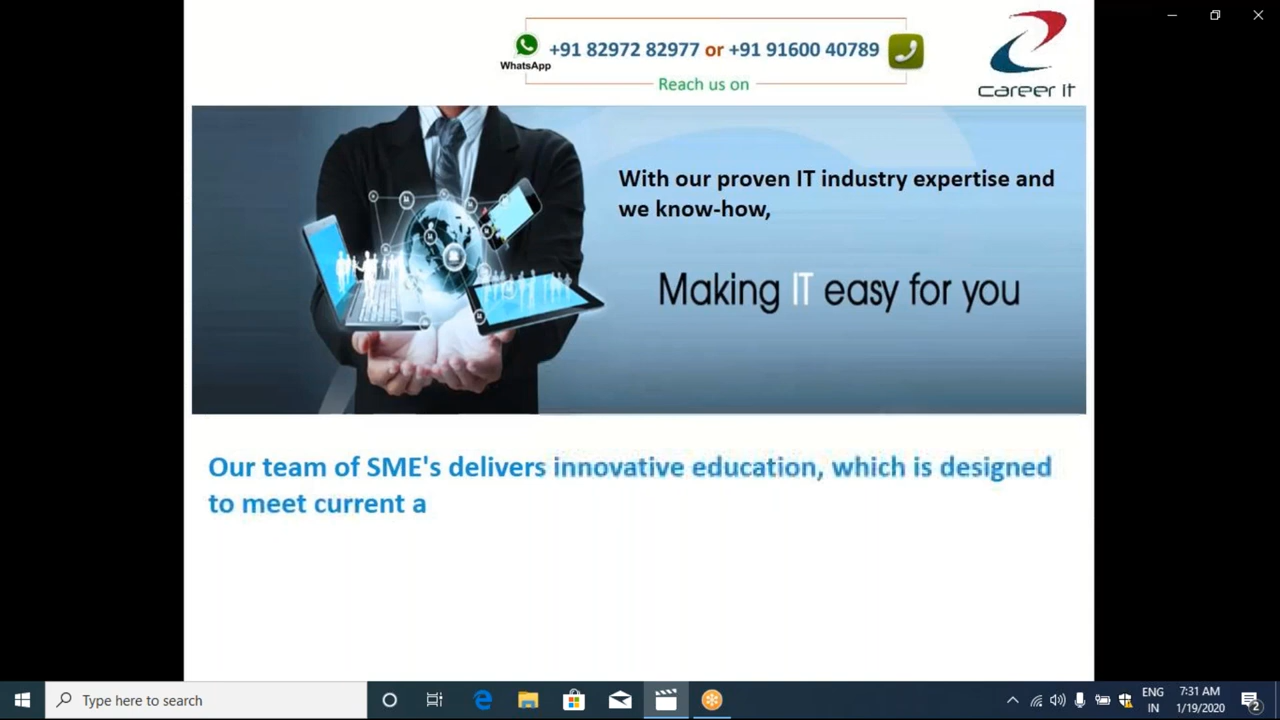 +91 82972 82977 or +91 91600 40789
WhatsApp
Reach us on
career it
With our proven IT industry expertise and
we know-how,
Making IT easy for you
Our team of SME's delivers innovative education, which is designed
to meet current a
Type here to search
ENG
IN
7:31 AM
1/19/2020
2